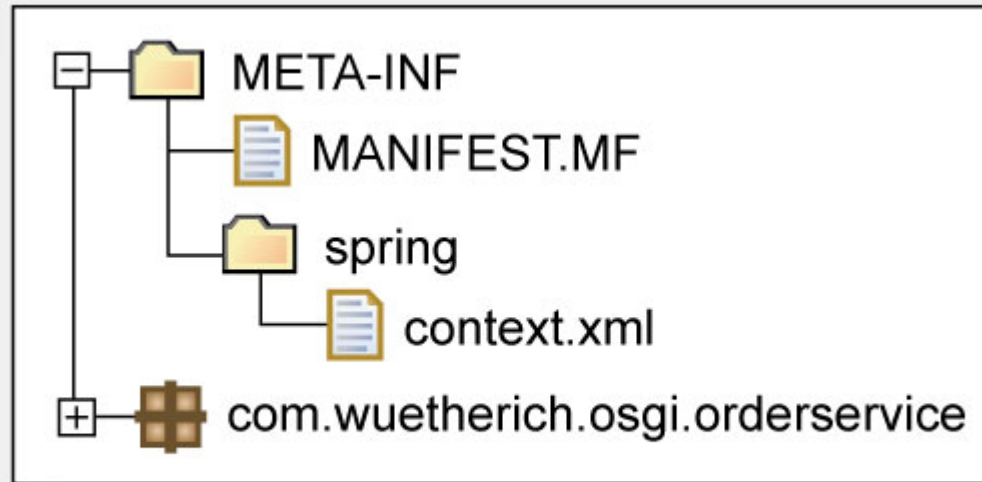 META-INF
MANIFEST.MF
spring
context.xml
com.wuetherich.osgi.orderservice